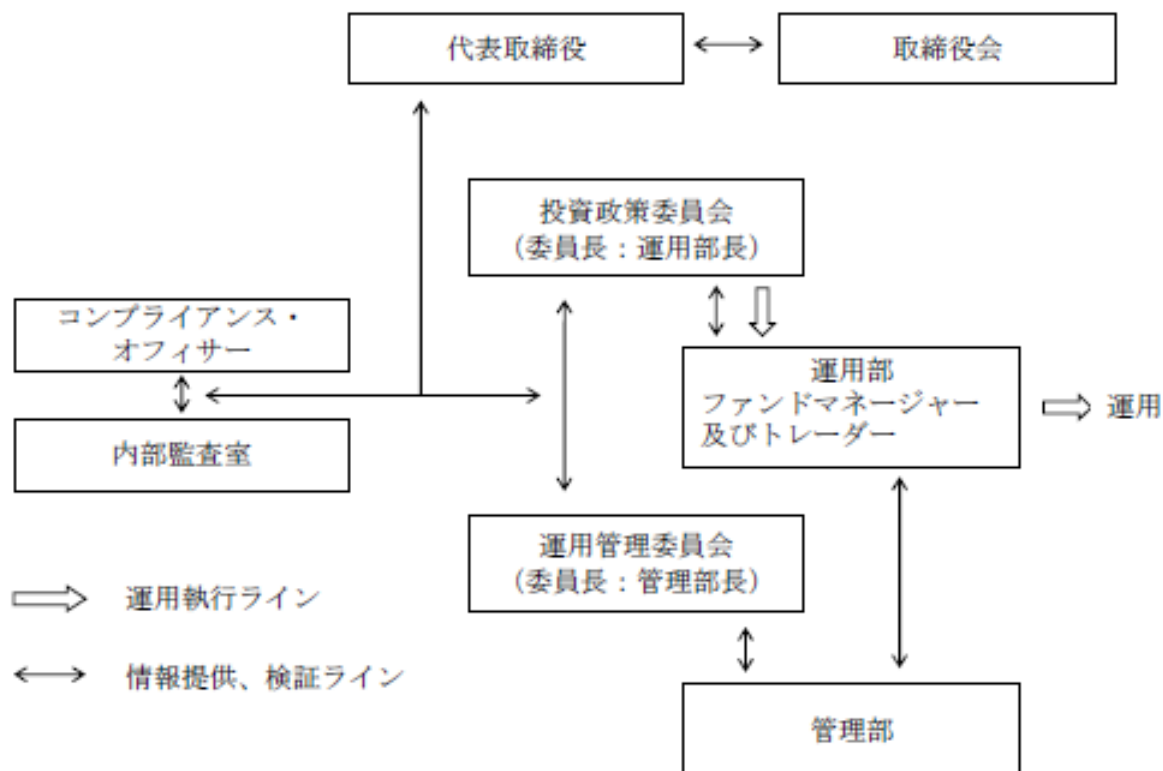 代表取締役
取締役会
投資政策委員会
（委員長：運用部長）
コンプライアンス・
オフィサー
運用部
ファンドマネージャー
及びトレーダー
運用
内部監査室
運用管理委員会
（委員長：管理部長）
運用執行ライン
情報提供、検証ライン
管理部